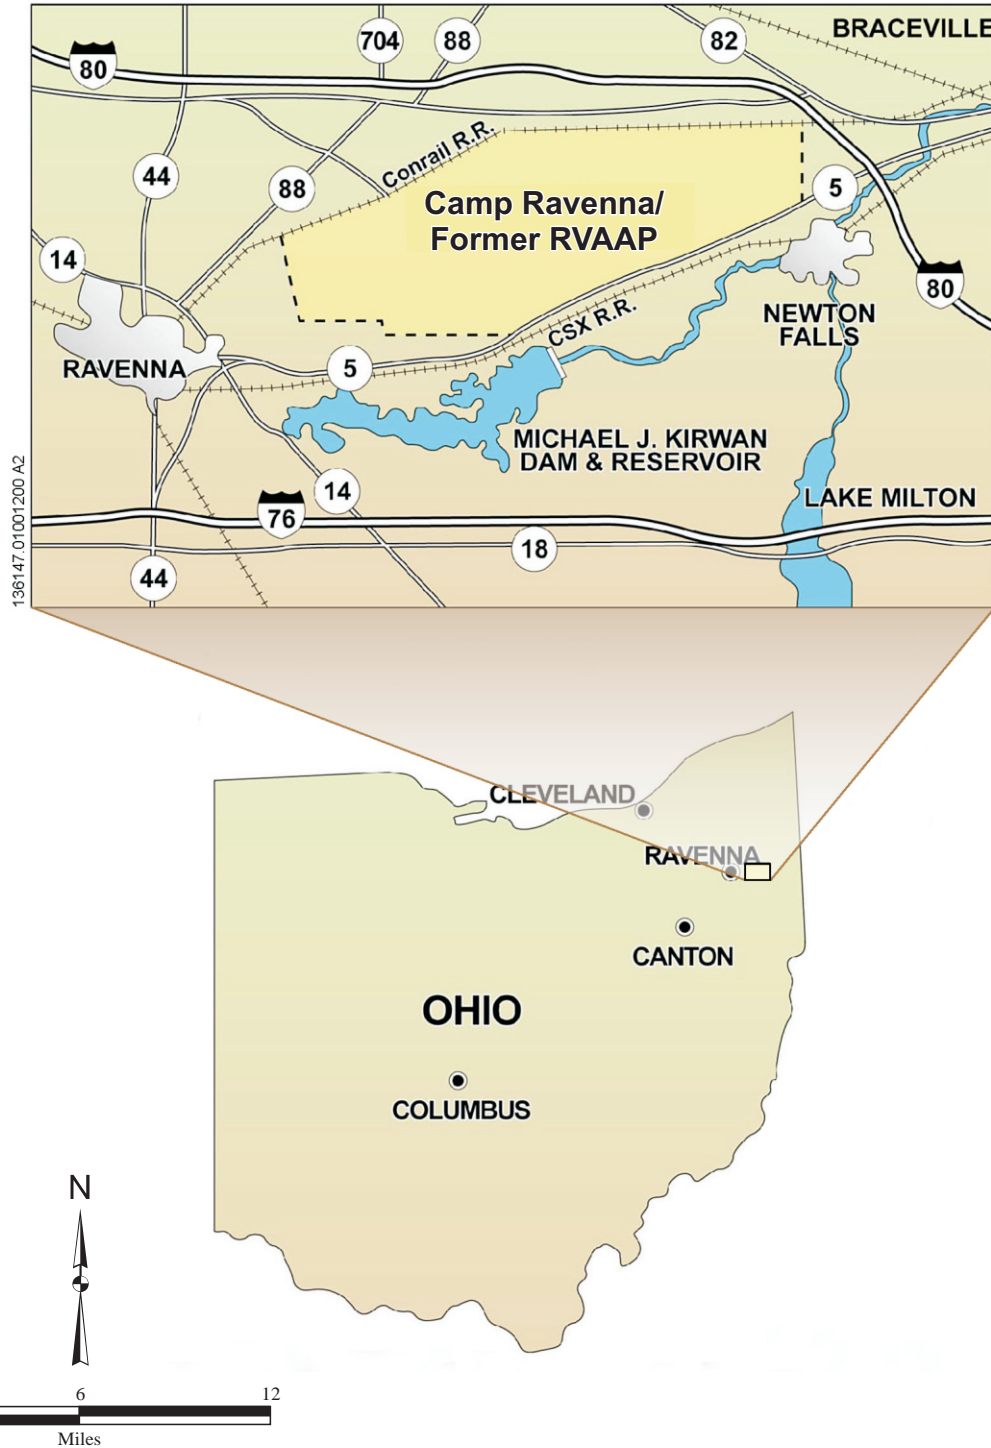 704
88
82
BRACEVILLE
80
Conrail R.R.
44
88
5
Camp Ravenna/
Former RVAAP
14
80
NEWTON
FALLS
CSX R.R.
RAVENNA
5
MICHAEL J. KIRWAN
DAM & RESERVOIR
14
LAKE MILTON
76
18
44
136147.01001200 A2
CLEVELAND
RAVENNA
CANTON
OHIO
COLUMBUS
N
6 12
Miles